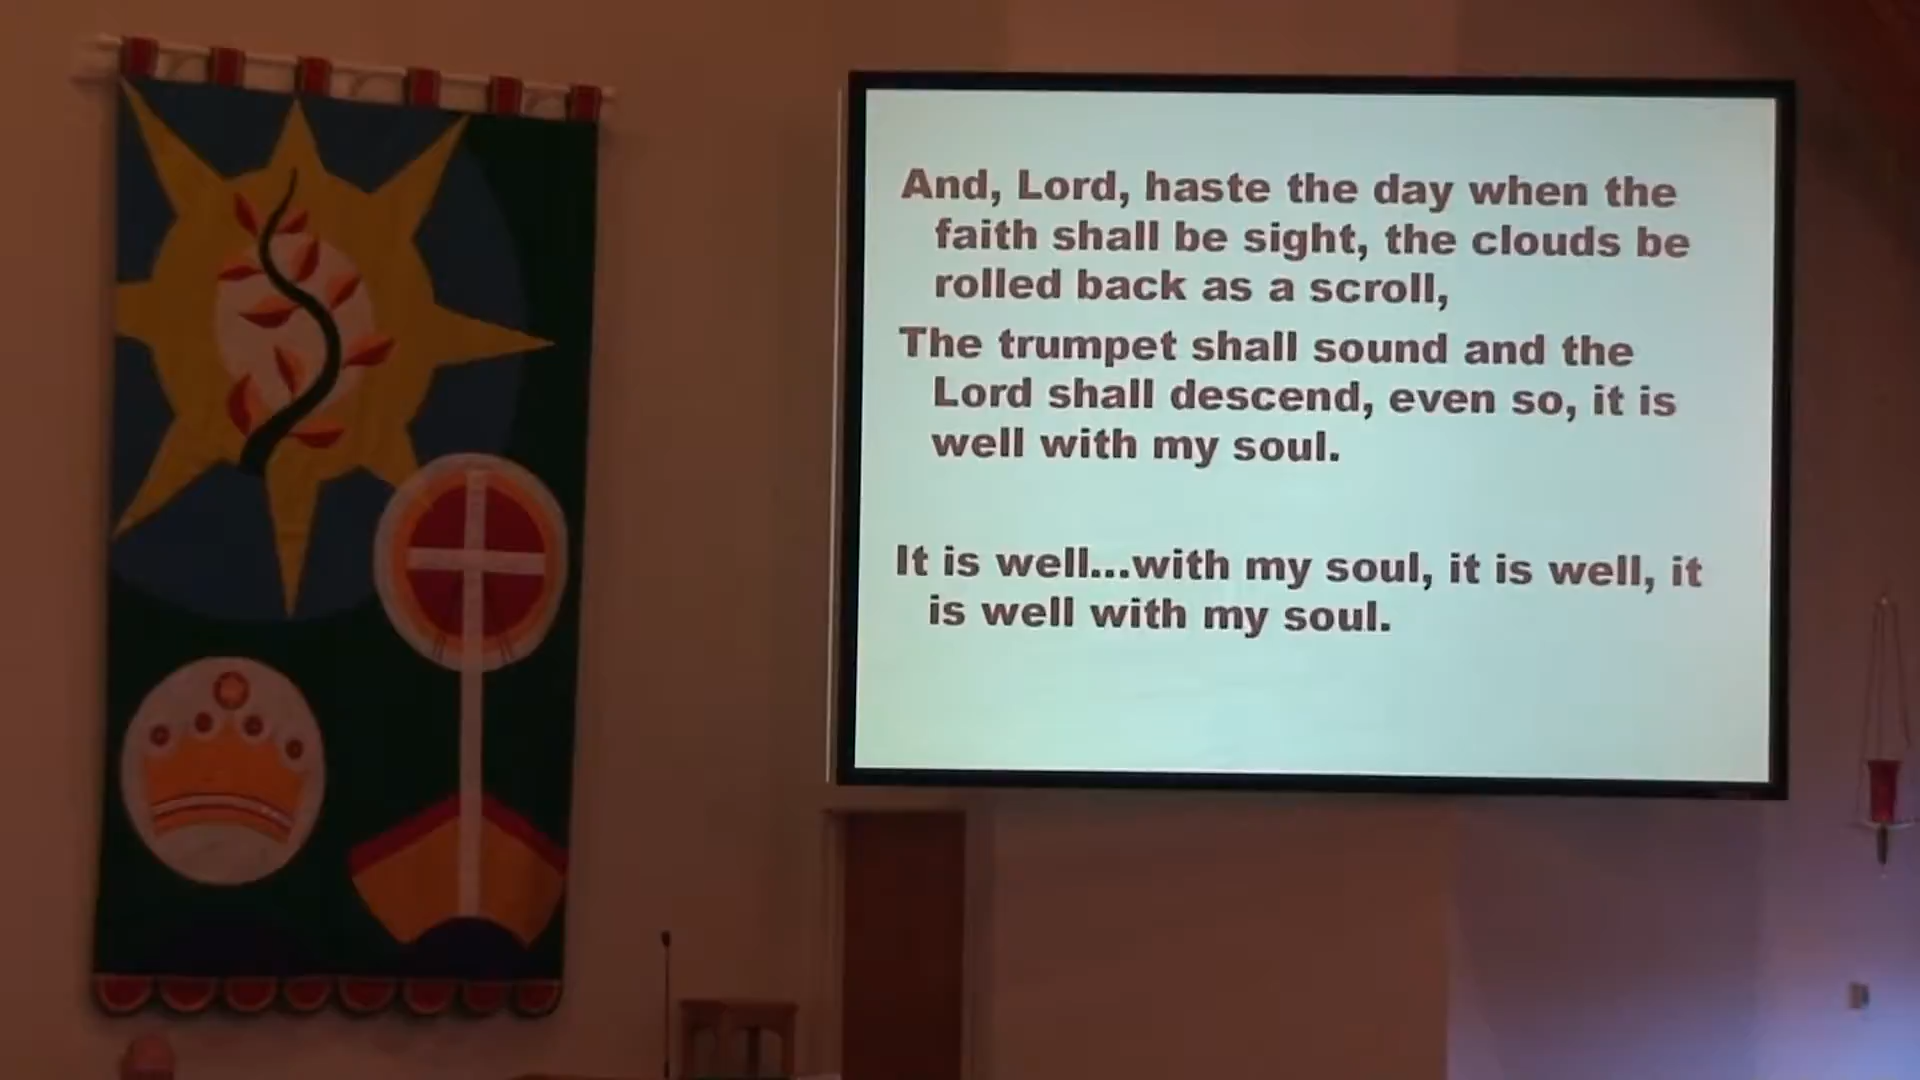 And, Lord, haste the day when the
faith shall be sight, the clouds be
rolled back as a scroll,
The trumpet shall sound and the
Lord shall descend, even so, it is
well with my soul.
It is well...with my soul, it is well, it
is well with my soul.